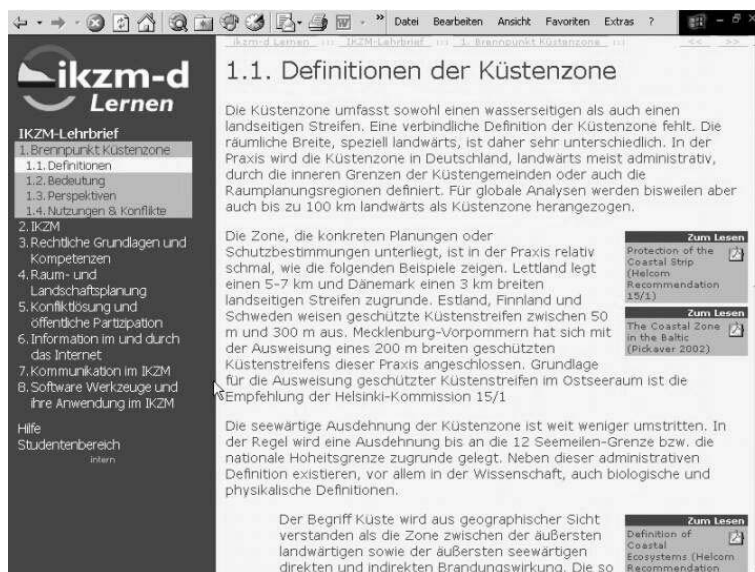 Datei Bearbeiten Ansicht Favoriten Extras ?
ikzm-d Lernen ::: IKZM-Lehrbrief ::: 1. Brennpunkt Küstenzone :::
<< >>
ikzm-d
Lernen
IKZM-Lehrbrief
1. Brennpunkt Küstenzone
1.1. Definitionen
1.2. Bedeutung
1.3. Perspektiven
1.4. Nutzungen & Konflikte
2. IKZM
3. Rechtliche Grundlagen und
Kompetenzen
4. Raum- und
Landschaftsplanung
5. Konfliktlösung und
öffentliche Partizipation
6. Information im und durch
das Internet
7. Kommunikation im IKZM
8. Software Werkzeuge und
ihre Anwendung im IKZM
Hilfe
Studentenbereich
intern
1.1. Definitionen der Küstenzone
Die Küstenzone umfasst sowohl einen wasserseitigen als auch einen
landseitigen Streifen. Eine verbindliche Definition der Küstenzone fehlt. Die
räumliche Breite, speziell landwärts, ist daher sehr unterschiedlich. In der
Praxis wird die Küstenzone in Deutschland, landwärts meist administrativ,
durch die inneren Grenzen der Küstengemeinden oder auch die
Raumplanungsregionen definiert. Für globale Analysen werden bisweilen aber
auch bis zu 100 km landwärts als Küstenzone herangezogen.
Die Zone, die konkreten Planungen oder
Schutzbestimmungen unterliegt, ist in der Praxis relativ
schmal, wie die folgenden Beispiele zeigen. Lettland legt
einen 5-7 km und Dänemark einen 3 km breiten
landseitigen Streifen zugrunde. Estland, Finnland und
Schweden weisen geschützte Küstenstreifen zwischen 50
m und 300 m aus. Mecklenburg-Vorpommern hat sich mit
der Ausweisung eines 200 m breiten geschützten
Küstenstreifens dieser Praxis angeschlossen. Grundlage
für die Ausweisung geschützter Küstenstreifen im Ostseeraum ist die
Empfehlung der Helsinki-Kommission 15/1
Zum Lesen
Protection of the
Coastal Strip
(Helcom
Recommendation
15/1)
Zum Lesen
The Coastal Zone
in the Baltic
(Pickaver 2002)
Die seewärtige Ausdehnung der Küstenzone ist weit weniger umstritten. In
der Regel wird eine Ausdehnung bis an die 12 Seemeilen-Grenze bzw. die
nationale Hoheitsgrenze zugrunde gelegt. Neben dieser administrativen
Definition existieren, vor allem in der Wissenschaft, auch biologische und
physikalische Definitionen.
Der Begriff Küste wird aus geographischer Sicht
verstanden als die Zone zwischen der äußersten
landwärtigen sowie der äußersten seewärtigen
direkten und indirekten Brandungswirkung. Die so
Zum Lesen
Definition of
Coastal
Ecosystems (Helcom
Recommendation